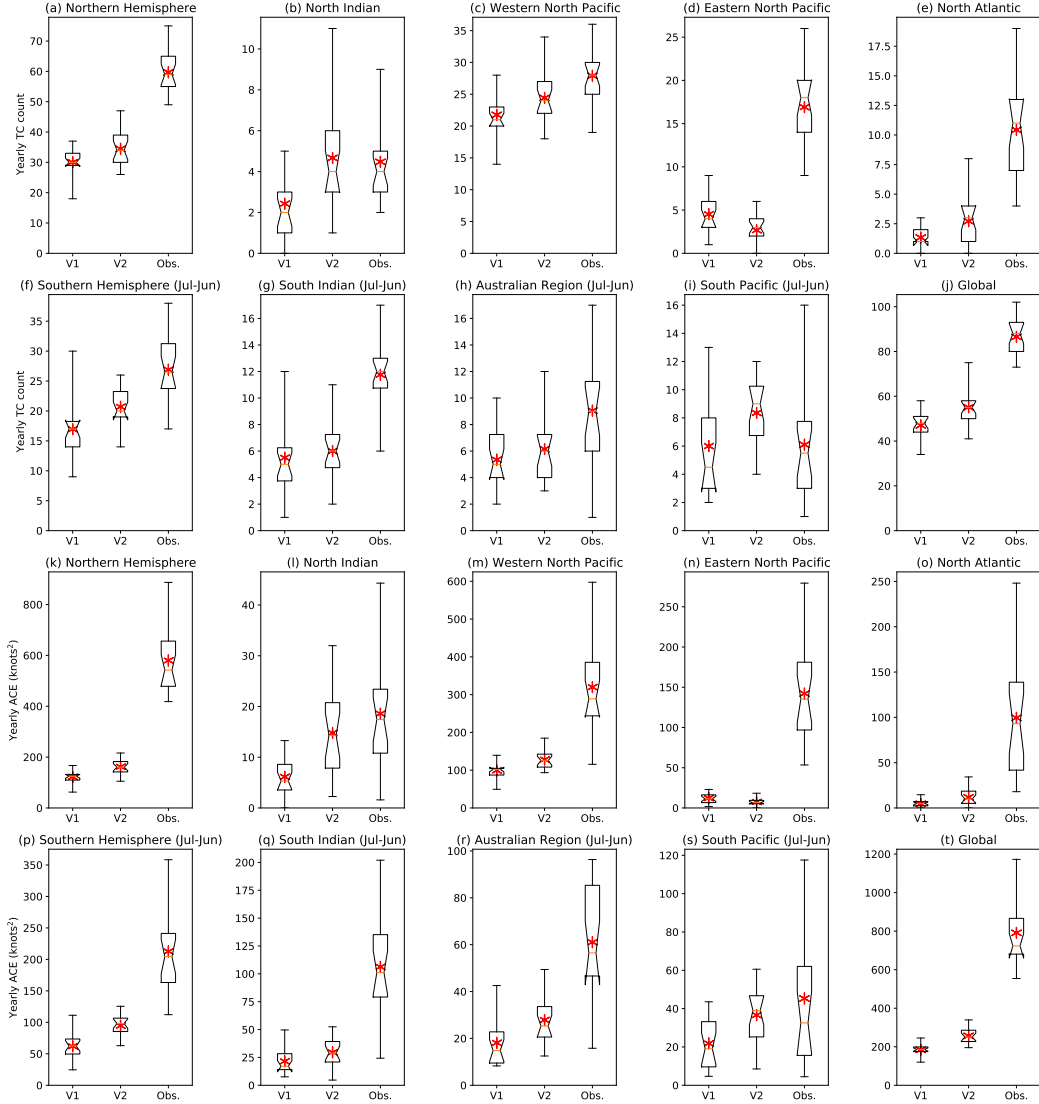 (a) Northern Hemisphere (b) North Indian (c) Western North Pacific (d) Eastern North Pacific (e) North Atlantic
Yearly TC count
0 10 20 30 40 50 60 70
0 2 4 6 8 10
0 5 10 15 20 25 30 35
0 5 10 15 20 25
0.0 2.5 5.0 7.5 10.0 12.5 15.0 17.5
V1 V2 Obs. V1 V2 Obs. V1 V2 Obs. V1 V2 Obs. V1 V2 Obs.
(f) Southern Hemisphere (Jul-Jun) (g) South Indian (Jul-Jun) (h) Australian Region (Jul-Jun) (i) South Pacific (Jul-Jun) (j) Global
Yearly TC count
0 5 10 15 20 25 30 35
0 2 4 6 8 10 12 14 16
0 2 4 6 8 10 12 14 16
0 2 4 6 8 10 12 14 16
0 20 40 60 80 100
V1 V2 Obs. V1 V2 Obs. V1 V2 Obs. V1 V2 Obs. V1 V2 Obs.
(k) Northern Hemisphere (l) North Indian (m) Western North Pacific (n) Eastern North Pacific (o) North Atlantic
Yearly ACE (knots²)
0 200 400 600 800
0 10 20 30 40
0 100 200 300 400 500 600
0 50 100 150 200 250
0 50 100 150 200 250
V1 V2 Obs. V1 V2 Obs. V1 V2 Obs. V1 V2 Obs. V1 V2 Obs.
(p) Southern Hemisphere (Jul-Jun) (q) South Indian (Jul-Jun) (r) Australian Region (Jul-Jun) (s) South Pacific (Jul-Jun) (t) Global
Yearly ACE (knots²)
0 50 100 150 200 250 300 350
0 25 50 75 100 125 150 175 200
0 20 40 60 80 100
0 20 40 60 80 100 120
0 200 400 600 800 1000 1200
V1 V2 Obs. V1 V2 Obs. V1 V2 Obs. V1 V2 Obs. V1 V2 Obs.